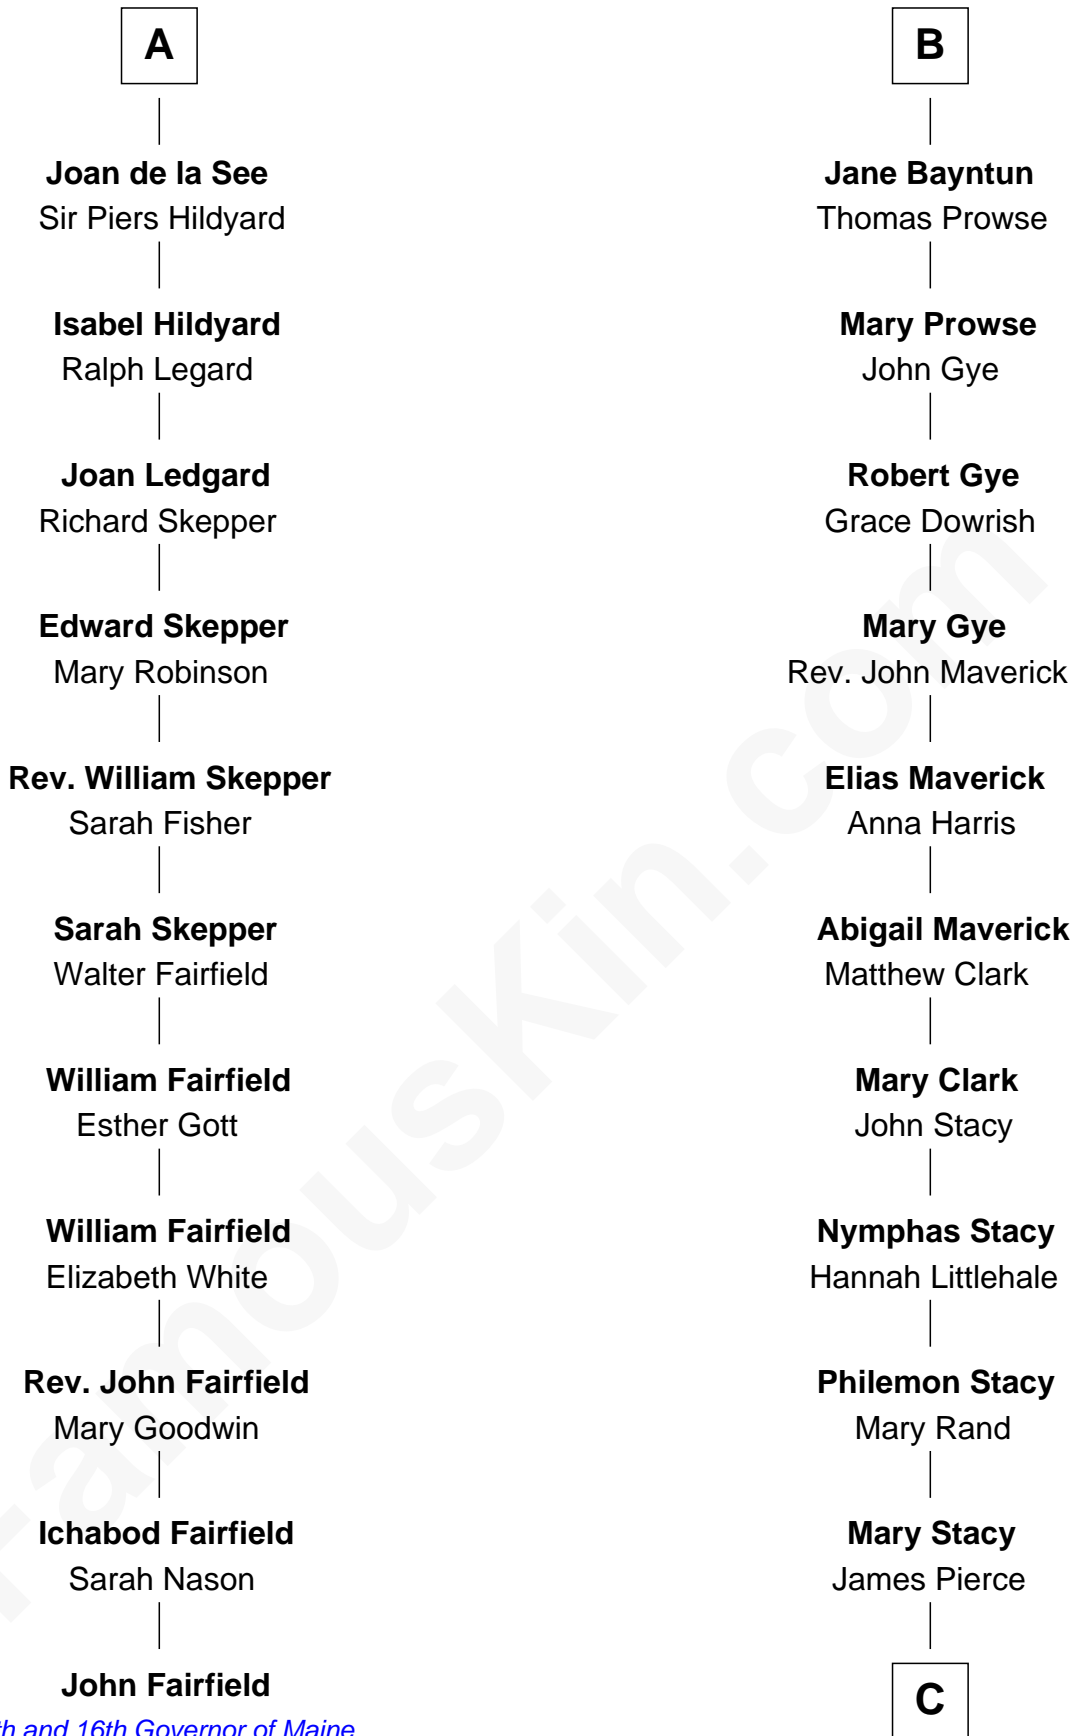 A
Joan de la See
Sir Piers Hildyard
Isabel Hildyard
Ralph Legard
Joan Ledgard
Richard Skepper
Edward Skepper
Mary Robinson
Rev. William Skepper
Sarah Fisher
Sarah Skepper
Walter Fairfield
William Fairfield
Esther Gott
William Fairfield
Elizabeth White
Rev. John Fairfield
Mary Goodwin
Ichabod Fairfield
Sarah Nason
John Fairfield
and 16th Governor of Maine
B
Jane Bayntun
Thomas Prowse
Mary Prowse
John Gye
Robert Gye
Grace Dowrish
Mary Gye
Rev. John Maverick
Elias Maverick
Anna Harris
Abigail Maverick
Matthew Clark
Mary Clark
John Stacy
Nymphas Stacy
Hannah Littlehale
Philemon Stacy
Mary Rand
Mary Stacy
James Pierce
C
FamousKin.com